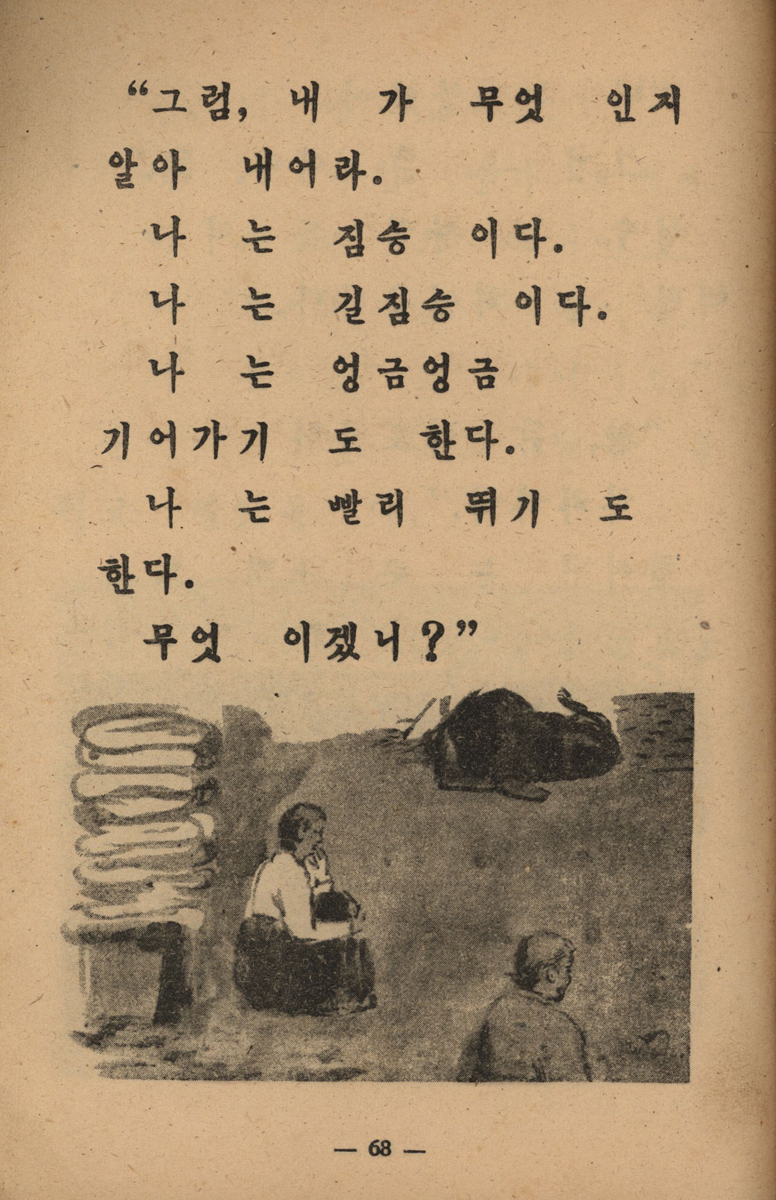 “그럼, 내 가 무엇 인지
알아 내어라.
나 는 짐승 이다.
나 는 길짐승 이다.
나 는 엉금엉금
기어가기 도 한다.
나 는 빨리 뛰기 도
한다.
무엇 이겠니?”
— 68 —